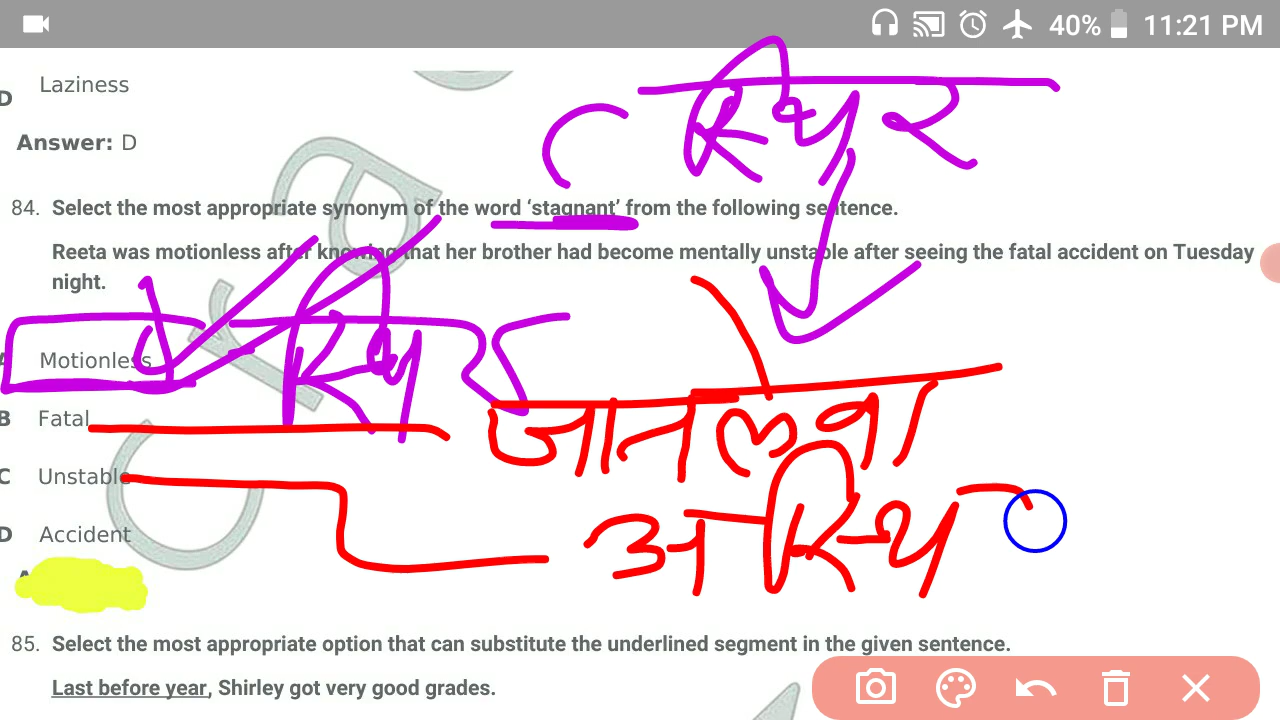 40% 11:21 PM
D Laziness
Answer: D
स्थिर
84. Select the most appropriate synonym of the word ‘stagnant’ from the following sentence.
Reeta was motionless after knowing that her brother had become mentally unstable after seeing the fatal accident on Tuesday
night.
A Motionless स्थिर
B Fatal जानलेवा
C Unstable अस्थि
D Accident
85. Select the most appropriate option that can substitute the underlined segment in the given sentence.
Last before year, Shirley got very good grades.